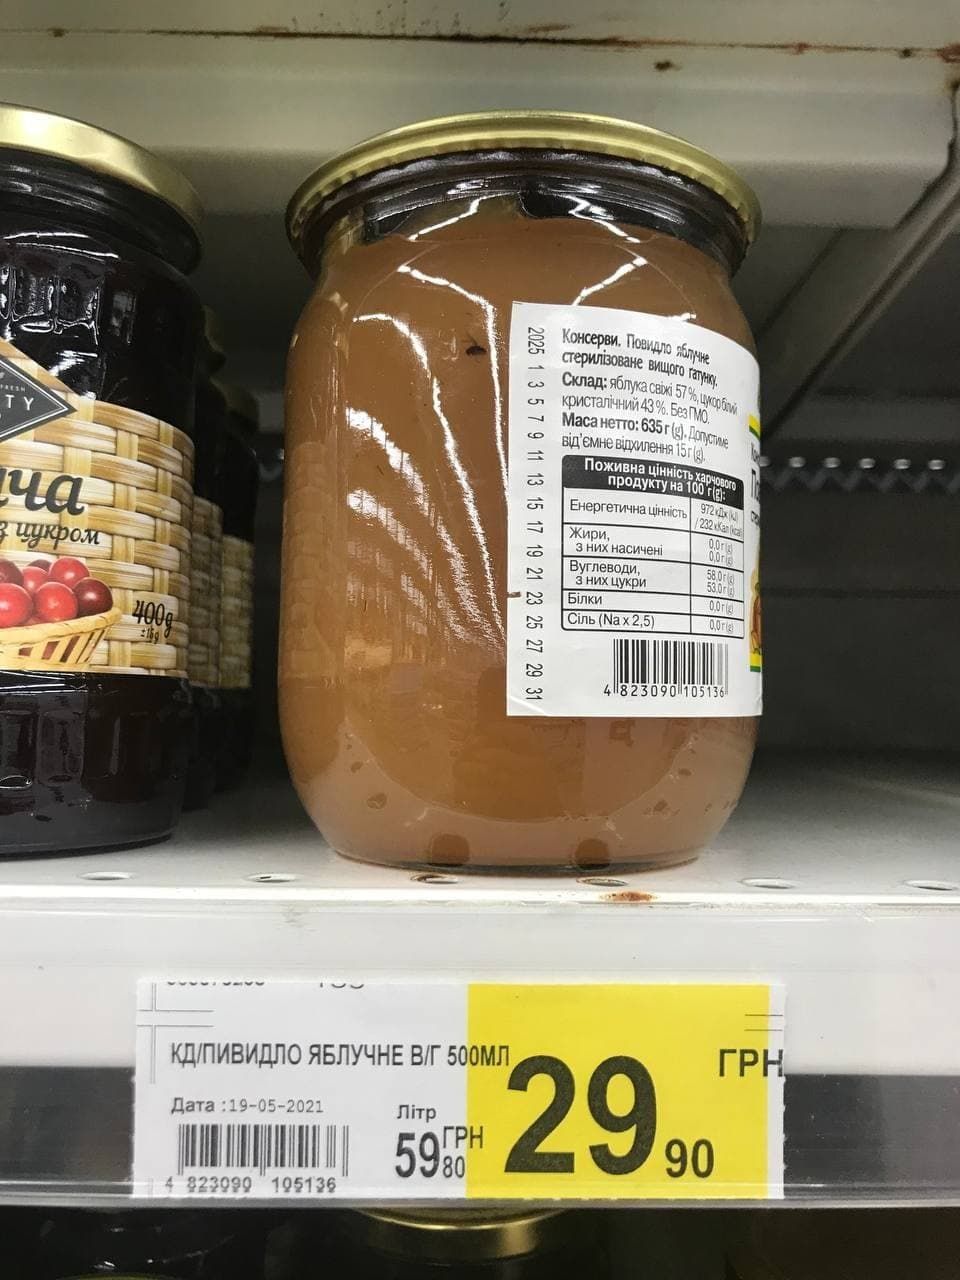 FRESH
TY
ча
з цукром
400g
±16g
2025 1 3 5 7 9 11 13 15 17 19 21 23 25 27 29 31
Консерви. Повидло яблучне
стерилізоване вищого ґатунку.
Склад: яблука свіжі 57%, цукор білий
кристалічний 43%. Без ГМО.
Маса нетто: 635 г (g). Допустиме
від'ємне відхилення 15 г (g).
Поживна цінність харчового
продукту на 100 г (g):
Енергетична цінність 972 кДж (kJ)
/ 232 кКал (kcal)
Жири, 0,0 г (g)
з них насичені 0,0 г (g)
Вуглеводи, 58,0 г (g)
з них цукри 53,0 г (g)
Білки 0,0 г (g)
Сіль (Na x 2,5) 0,0 г (g)
4 823090 105136
КД/ПИВИДЛО ЯБЛУЧНЕ В/Г 500МЛ
Дата :19-05-2021
Літр
59 ГРН 80
29 90 ГРН
4 823090 105136